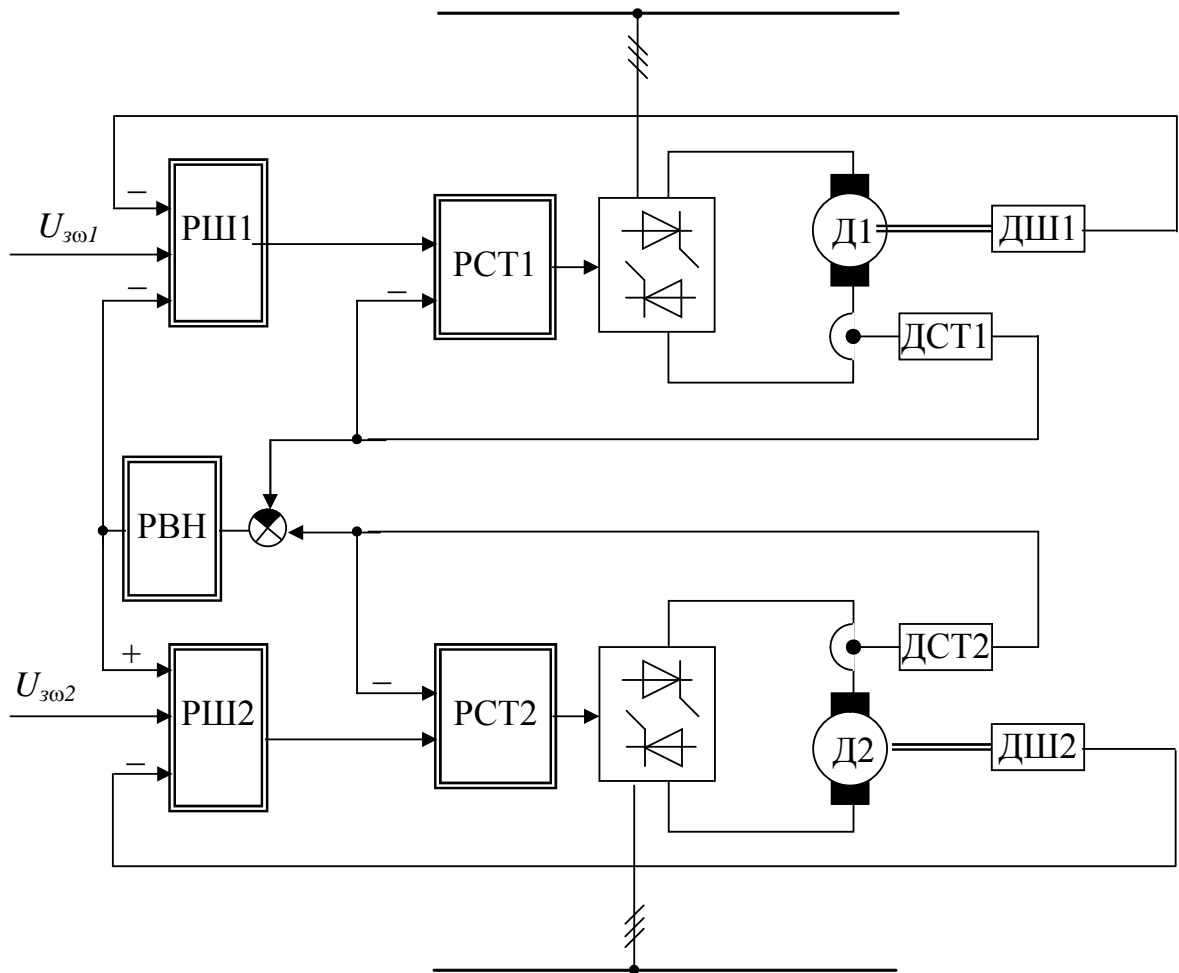 −
U_зω1
РШ1
−
РСТ1
−
Д1
ДШ1
ДСТ1
РВН
+
U_зω2
РШ2
−
−
РСТ2
ДСТ2
Д2
ДШ2